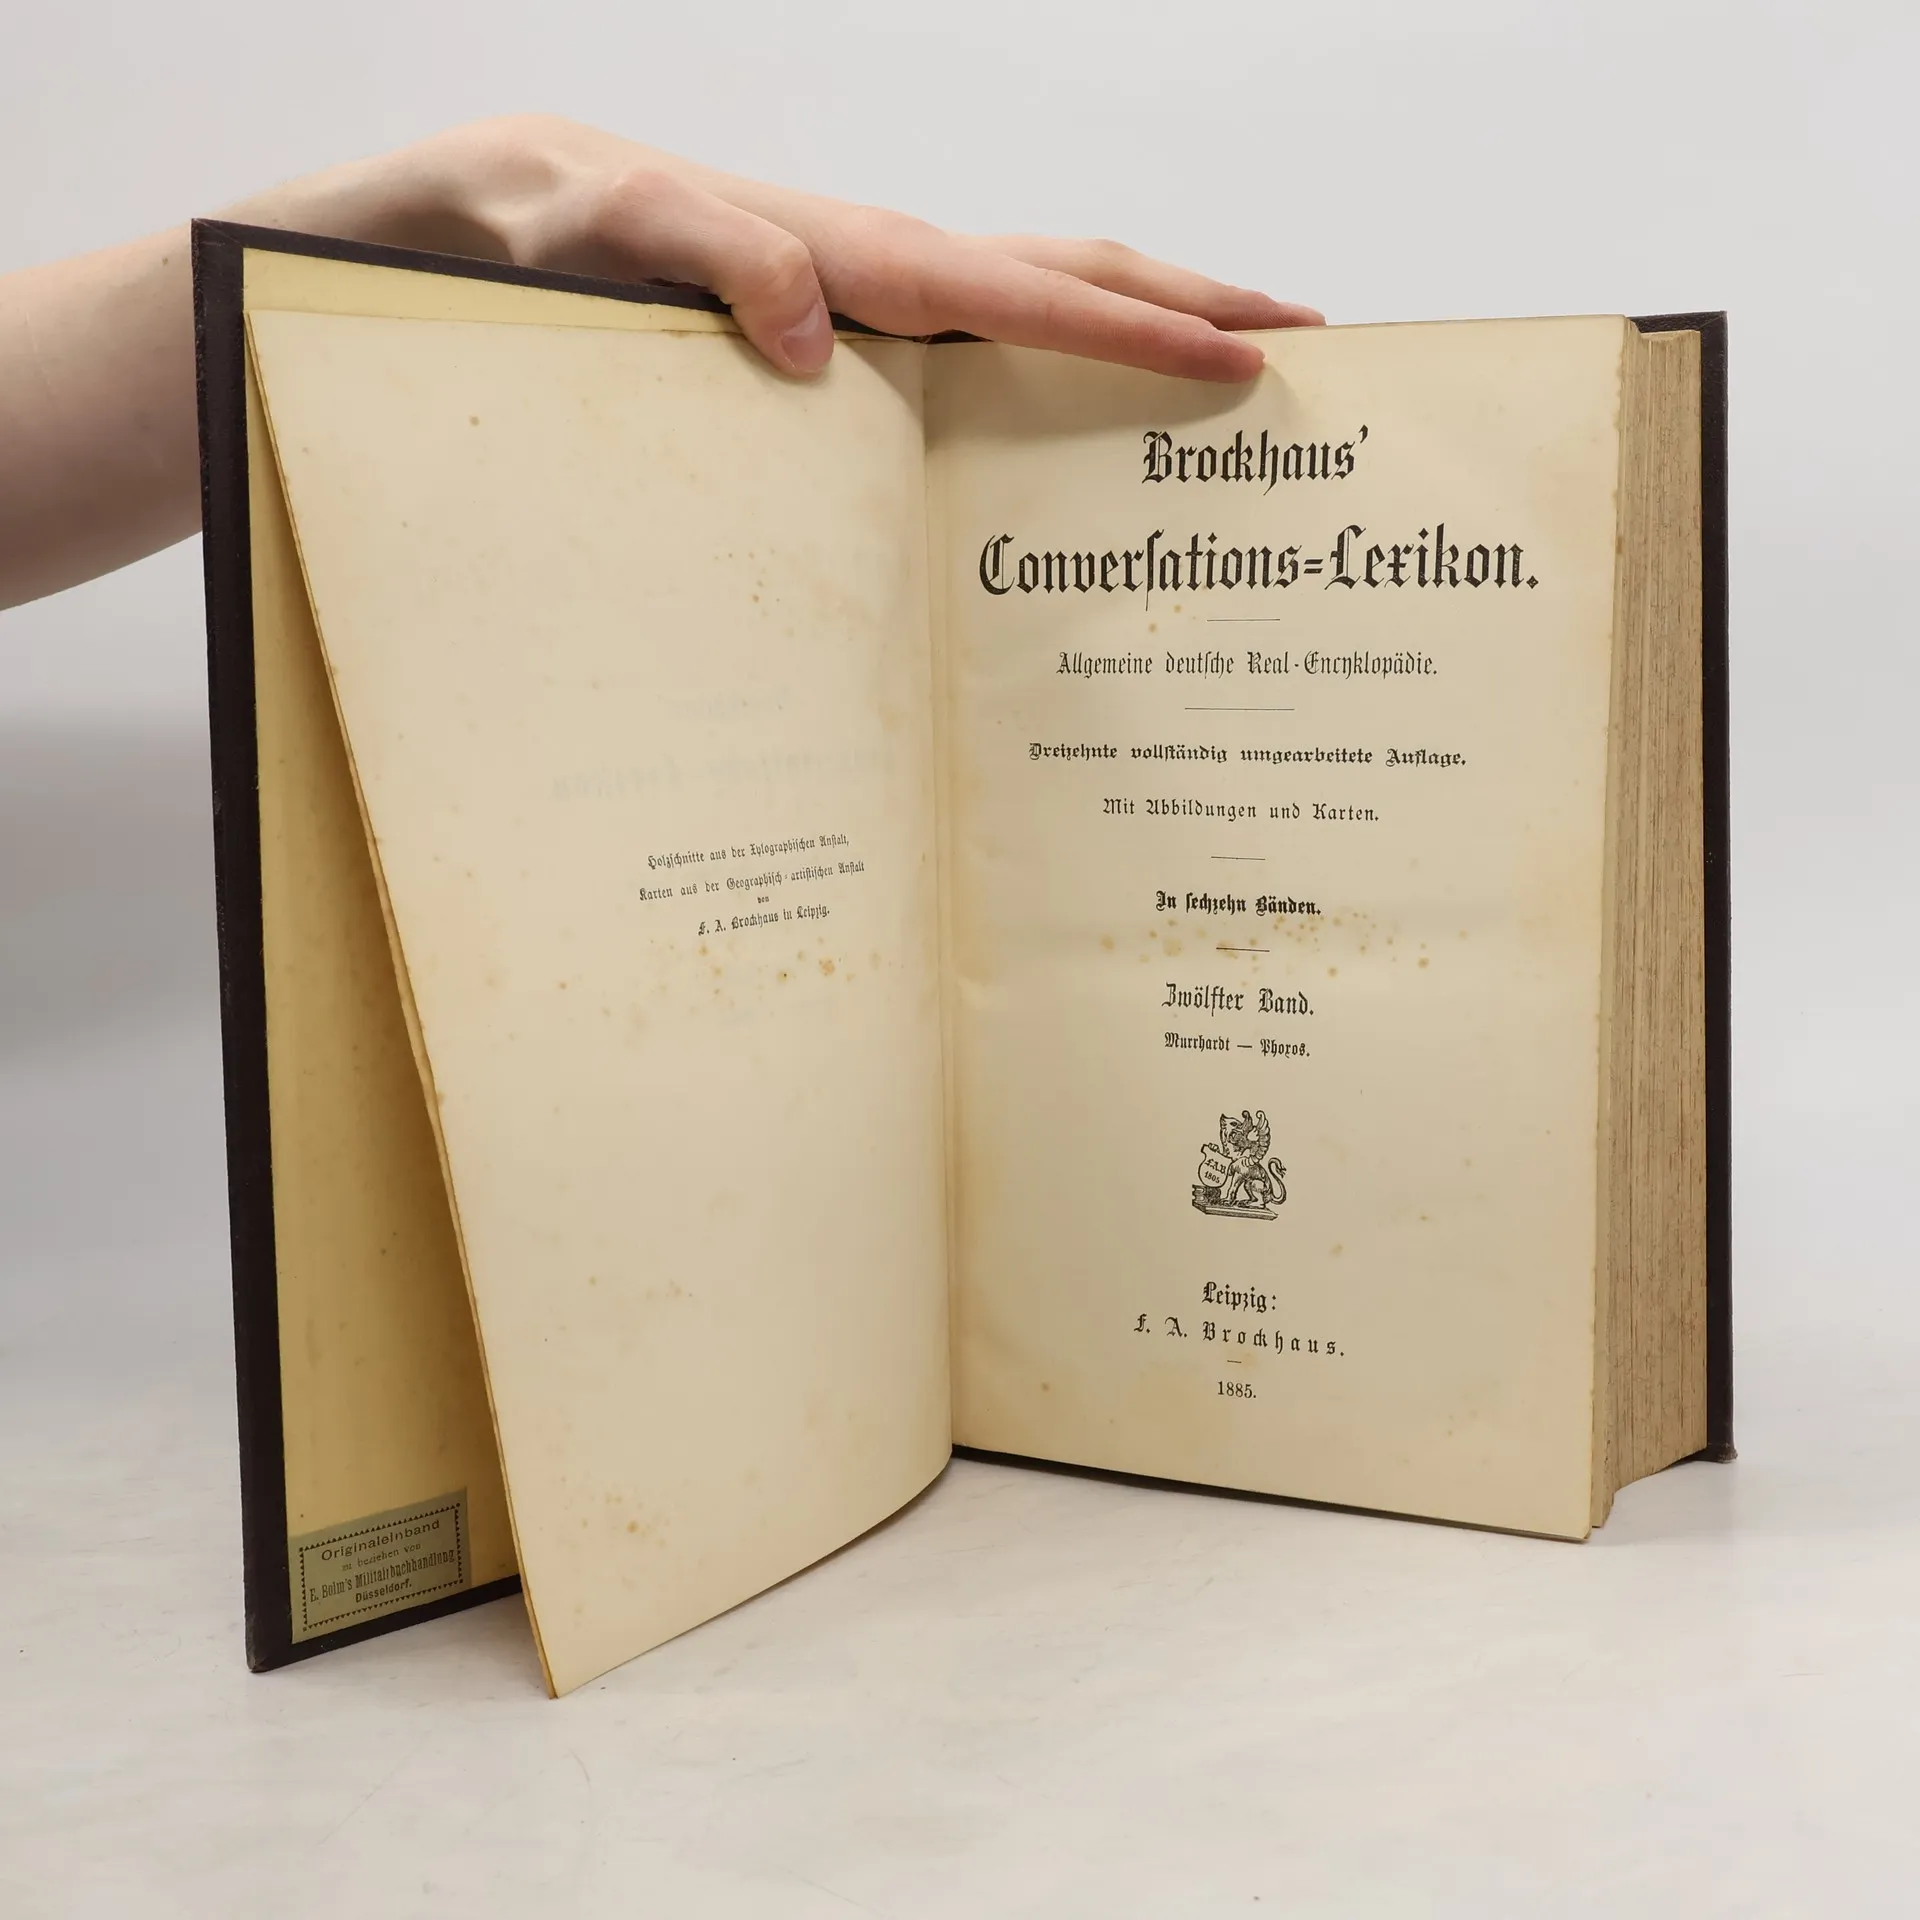 Holzschnitte aus der Xylographischen Anstalt,
Karten aus der Geographisch-artistischen Anstalt
von
F. A. Brockhaus in Leipzig.
Originaleinband
zu beziehen von
Militairbuchhandlung
Düsseldorf.
Brockhaus’
Converſations=Lexikon.
Allgemeine deutſche Real-Encyklopädie.
Dreizehnte vollſtändig umgearbeitete Auflage.
Mit Abbildungen und Karten.
In ſechzehn Bänden.
Zwölfter Band.
Murrhardt — Phoxos.
F.A.B
1805
Leipzig:
F. A. Brockhaus.
1885.